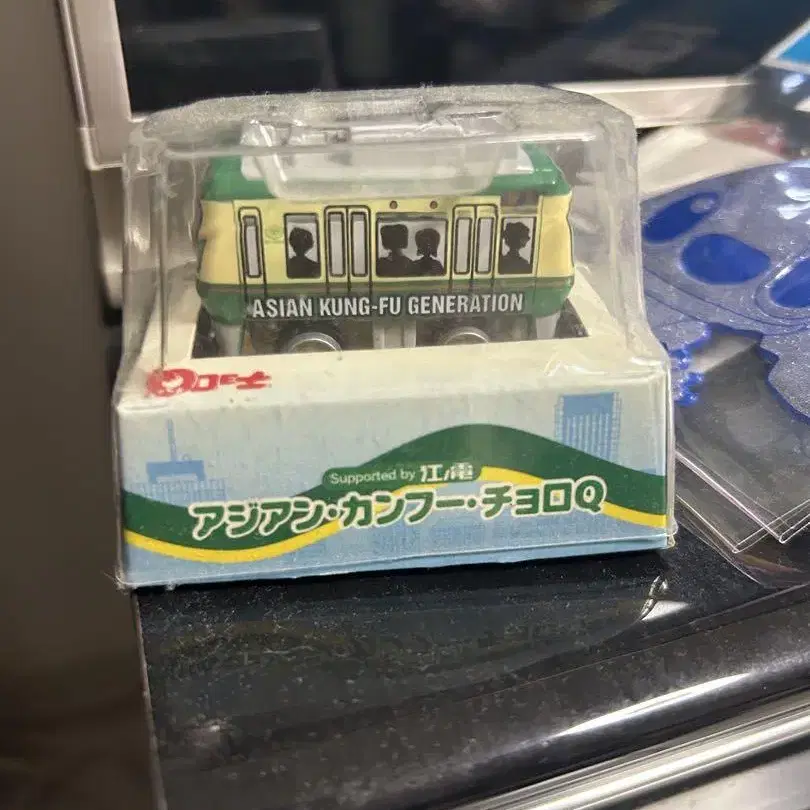 ASIAN KUNG-FU GENERATION
チョロQ
Supported by 江ノ電
アジアン・カンフー・チョロQ